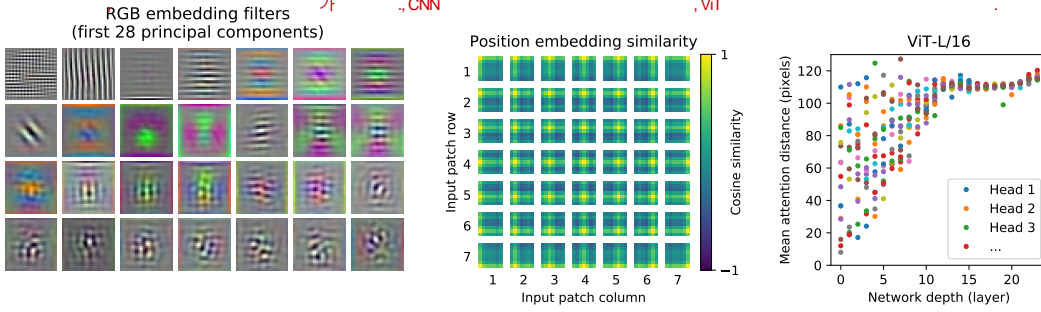 ., CNN
, ViT
RGB embedding filters
(first 28 principal components)
Position embedding similarity
Input patch row
1
2
3
4
5
6
7
1 2 3 4 5 6 7
Input patch column
1
−1
Cosine similarity
ViT-L/16
Mean attention distance (pixels)
120
100
80
60
40
20
0
Head 1
Head 2
Head 3
...
0 5 10 15 20
Network depth (layer)